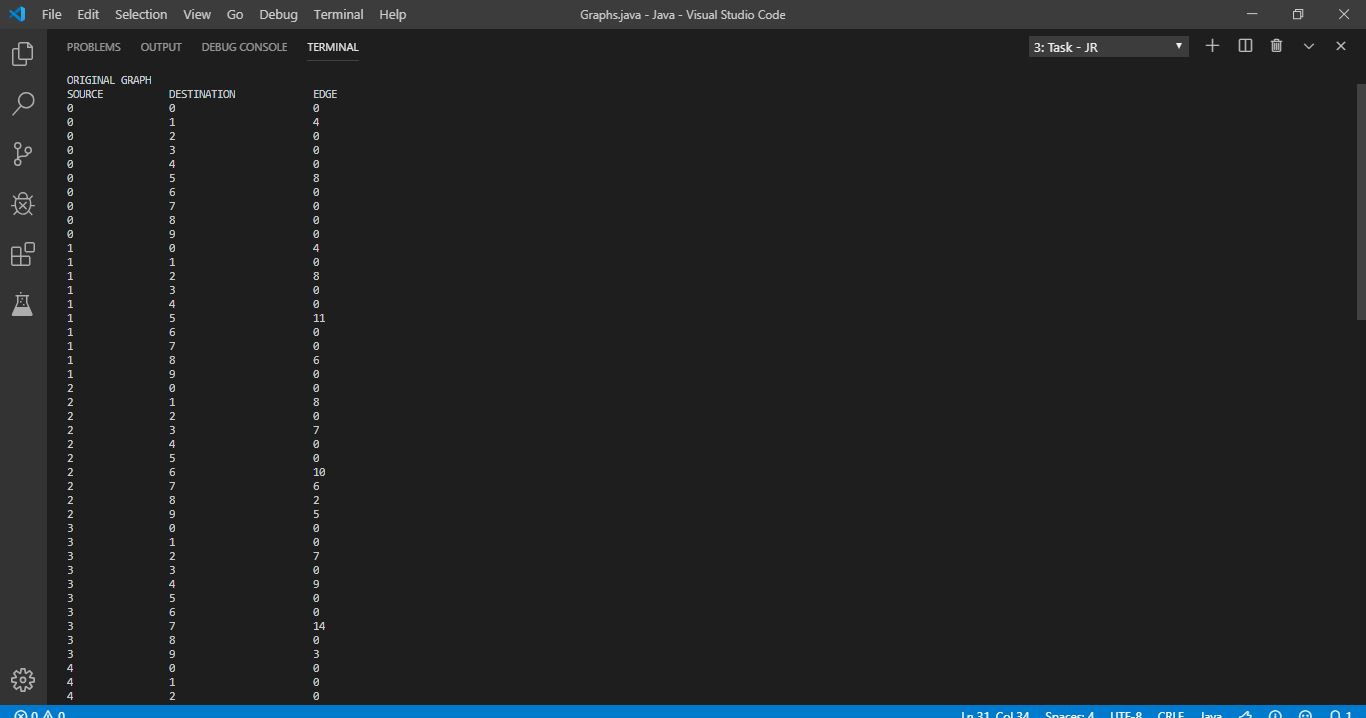 File Edit Selection View Go Debug Terminal Help Graphs.java - Java - Visual Studio Code
PROBLEMS OUTPUT DEBUG CONSOLE TERMINAL 3: Task - JR
ORIGINAL GRAPH
SOURCE DESTINATION EDGE
0 0 0
0 1 4
0 2 0
0 3 0
0 4 0
0 5 8
0 6 0
0 7 0
0 8 0
0 9 0
1 0 4
1 1 0
1 2 8
1 3 0
1 4 0
1 5 11
1 6 0
1 7 0
1 8 6
1 9 0
2 0 0
2 1 8
2 2 0
2 3 7
2 4 0
2 5 0
2 6 10
2 7 6
2 8 2
2 9 5
3 0 0
3 1 0
3 2 7
3 3 0
3 4 9
3 5 0
3 6 0
3 7 14
3 8 0
3 9 3
4 0 0
4 1 0
4 2 0
0 0 Ln 31, Col 34 Spaces: 4 UTF-8 CRLF Java 1